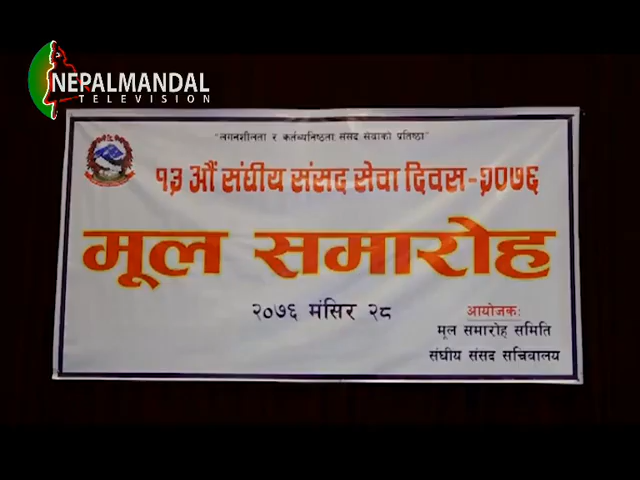 NEPALMANDAL
TELEVISION
"लगनशीलता र कर्तव्यनिष्ठता संसद सेवाको प्रतिष्ठा"
१३ औं संघीय संसद सेवा दिवस-२०७६
मूल समारोह
२०७६ मंसिर २८
आयोजकः
मूल समारोह समिति
संघीय संसद सचिवालय